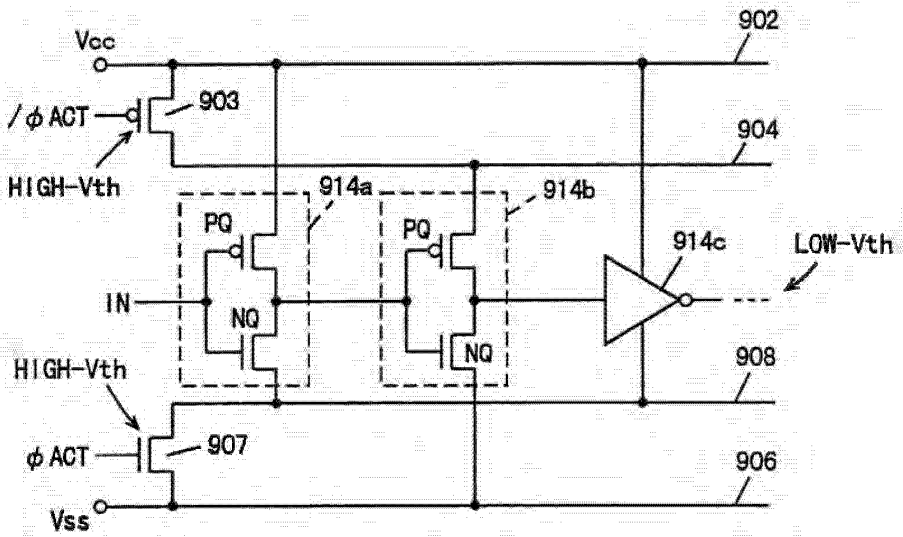 902
Vcc
903
/φACT
904
HIGH-Vth
914a
914b
PQ
PQ
914c
LOW-Vth
IN
NQ
NQ
HIGH-Vth
908
907
φACT
906
Vss